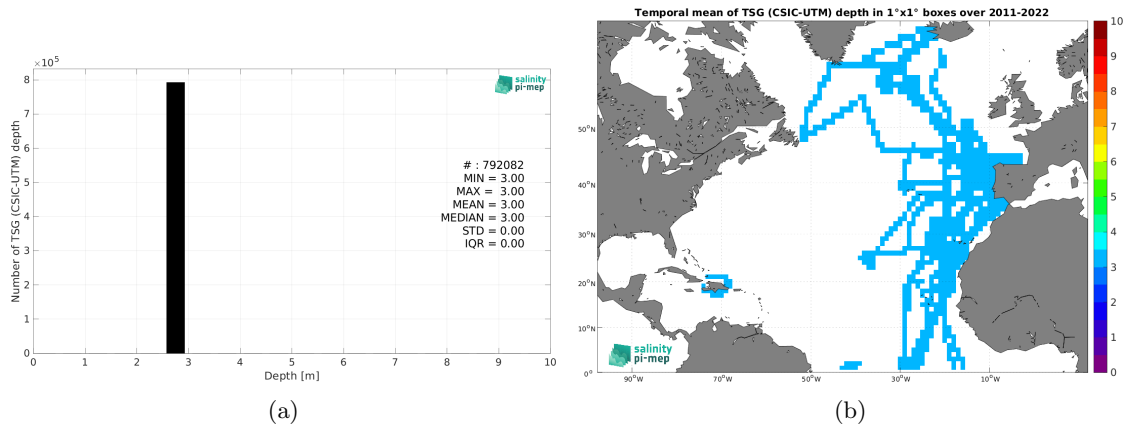 ×10⁵
8
7
6
5
4
3
2
1
0
Number of TSG (CSIC-UTM) depth
salinity
pi-mep
# : 792082
MIN = 3.00
MAX = 3.00
MEAN = 3.00
MEDIAN = 3.00
STD = 0.00
IQR = 0.00
0 1 2 3 4 5 6 7 8 9 10
Depth [m]
(a)
Temporal mean of TSG (CSIC-UTM) depth in 1°x1° boxes over 2011-2022
50°N
40°N
30°N
20°N
10°N
0°
90°W 70°W 50°W 30°W 10°W
salinity
pi-mep
10
9
8
7
6
5
4
3
2
1
0
(b)